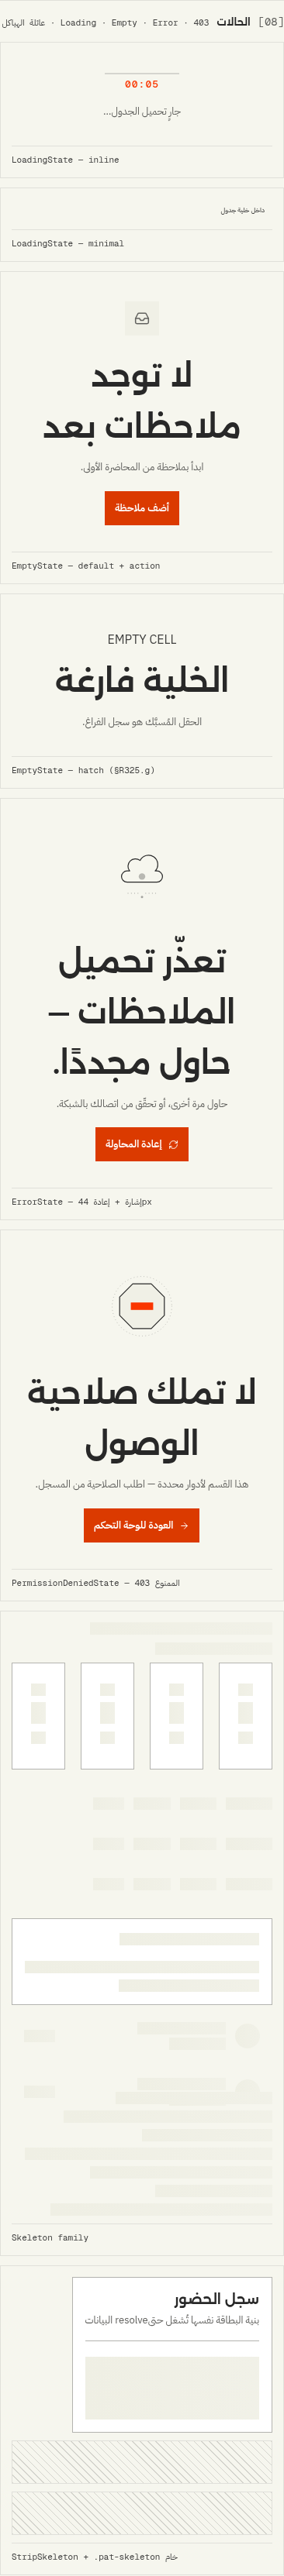 [08] الحالات Loading · Empty · Error · 403 · عائلة الهياكل
00:05
جارٍ تحميل الجدول...
LoadingState — inline
داخل خلية جدول
LoadingState — minimal
لا توجد
ملاحظات بعد
ابدأ بملاحظة من المحاضرة الأولى.
أضف ملاحظة
EmptyState — default + action
EMPTY CELL
الخلية فارغة
الحقل المُسبَّك هو سجل الفراغ.
EmptyState — hatch (§R325.g)
تعذّر تحميل
الملاحظات —
حاول مجددًا.
حاول مرة أخرى، أو تحقّق من اتصالك بالشبكة.
إعادة المحاولة
ErrorState — إشارة + إعادة 44px
لا تملك صلاحية
الوصول
هذا القسم لأدوار محددة — اطلب الصلاحية من المسجل.
العودة للوحة التحكم
PermissionDeniedState — 403 الممنوع
Skeleton family
سجل الحضور
بنية البطاقة نفسها تُشغل حتىresolve البيانات
StripSkeleton + .pat-skeleton خام